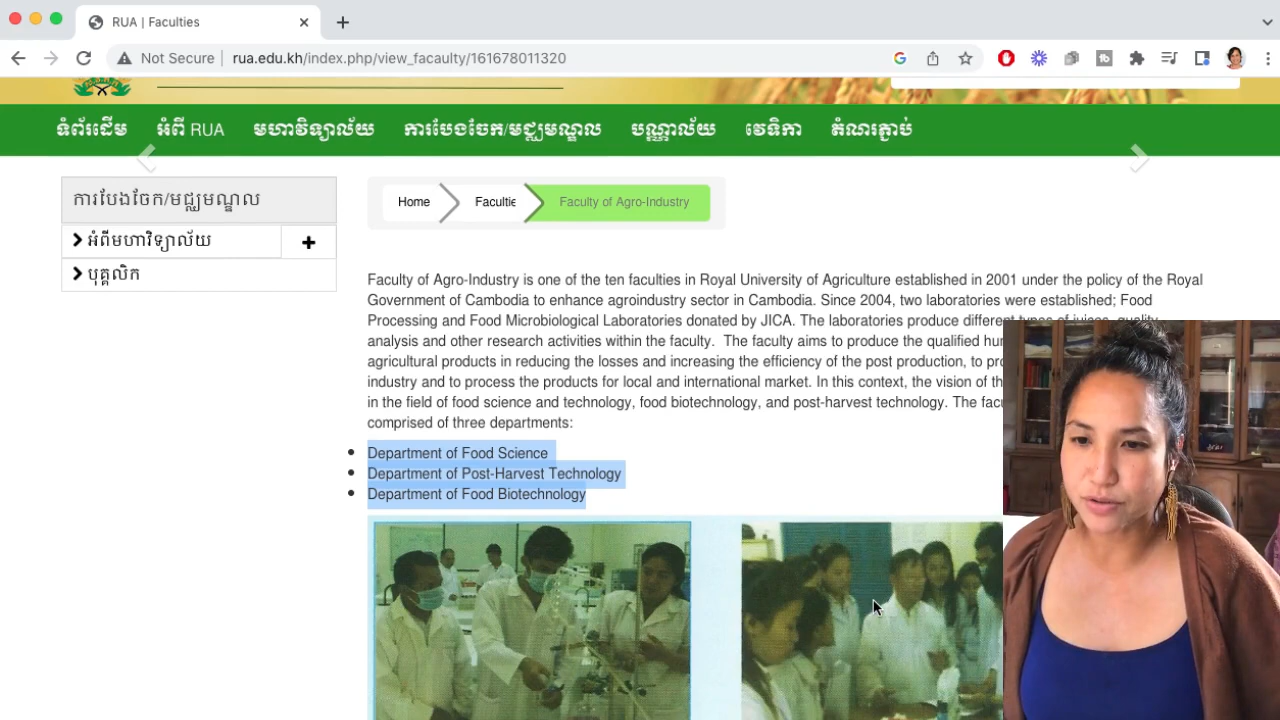 RUA | Faculties
Not Secure
rua.edu.kh/index.php/view_facaulty/161678011320
ទំព័រដើម អំពី RUA មហាវិទ្យាល័យ ការបែងចែក/មជ្ឈមណ្ឌល បណ្ណាល័យ វេទិកា តំណរភ្ជាប់
ការបែងចែក/មជ្ឈមណ្ឌល
អំពីមហាវិទ្យាល័យ
បុគ្គលិក
Home Facultie Faculty of Agro-Industry
Faculty of Agro-Industry is one of the ten faculties in Royal University of Agriculture established in 2001 under the policy of the Royal
Government of Cambodia to enhance agroindustry sector in Cambodia. Since 2004, two laboratories were established; Food
Processing and Food Microbiological Laboratories donated by JICA. The laboratories produce different types of juices, quality
analysis and other research activities within the faculty. The faculty aims to produce the qualified
agricultural products in reducing the losses and increasing the efficiency of the post production, to
industry and to process the products for local and international market. In this context, the vision of
in the field of food science and technology, food biotechnology, and post-harvest technology. The
comprised of three departments:
Department of Food Science
Department of Post-Harvest Technology
Department of Food Biotechnology